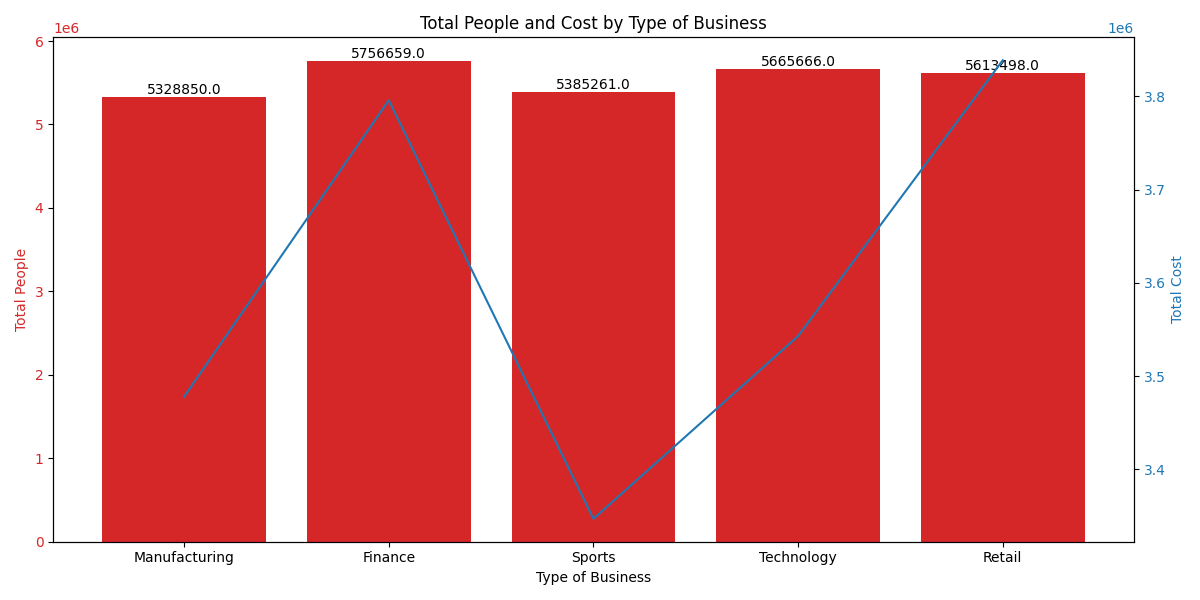 Total People and Cost by Type of Business
1e6
1e6
6
5
4
3
2
1
0
Total People
5328850.0
5756659.0
5385261.0
5665666.0
5613498.0
3.8
3.7
3.6
3.5
3.4
Total Cost
Manufacturing
Finance
Sports
Technology
Retail
Type of Business